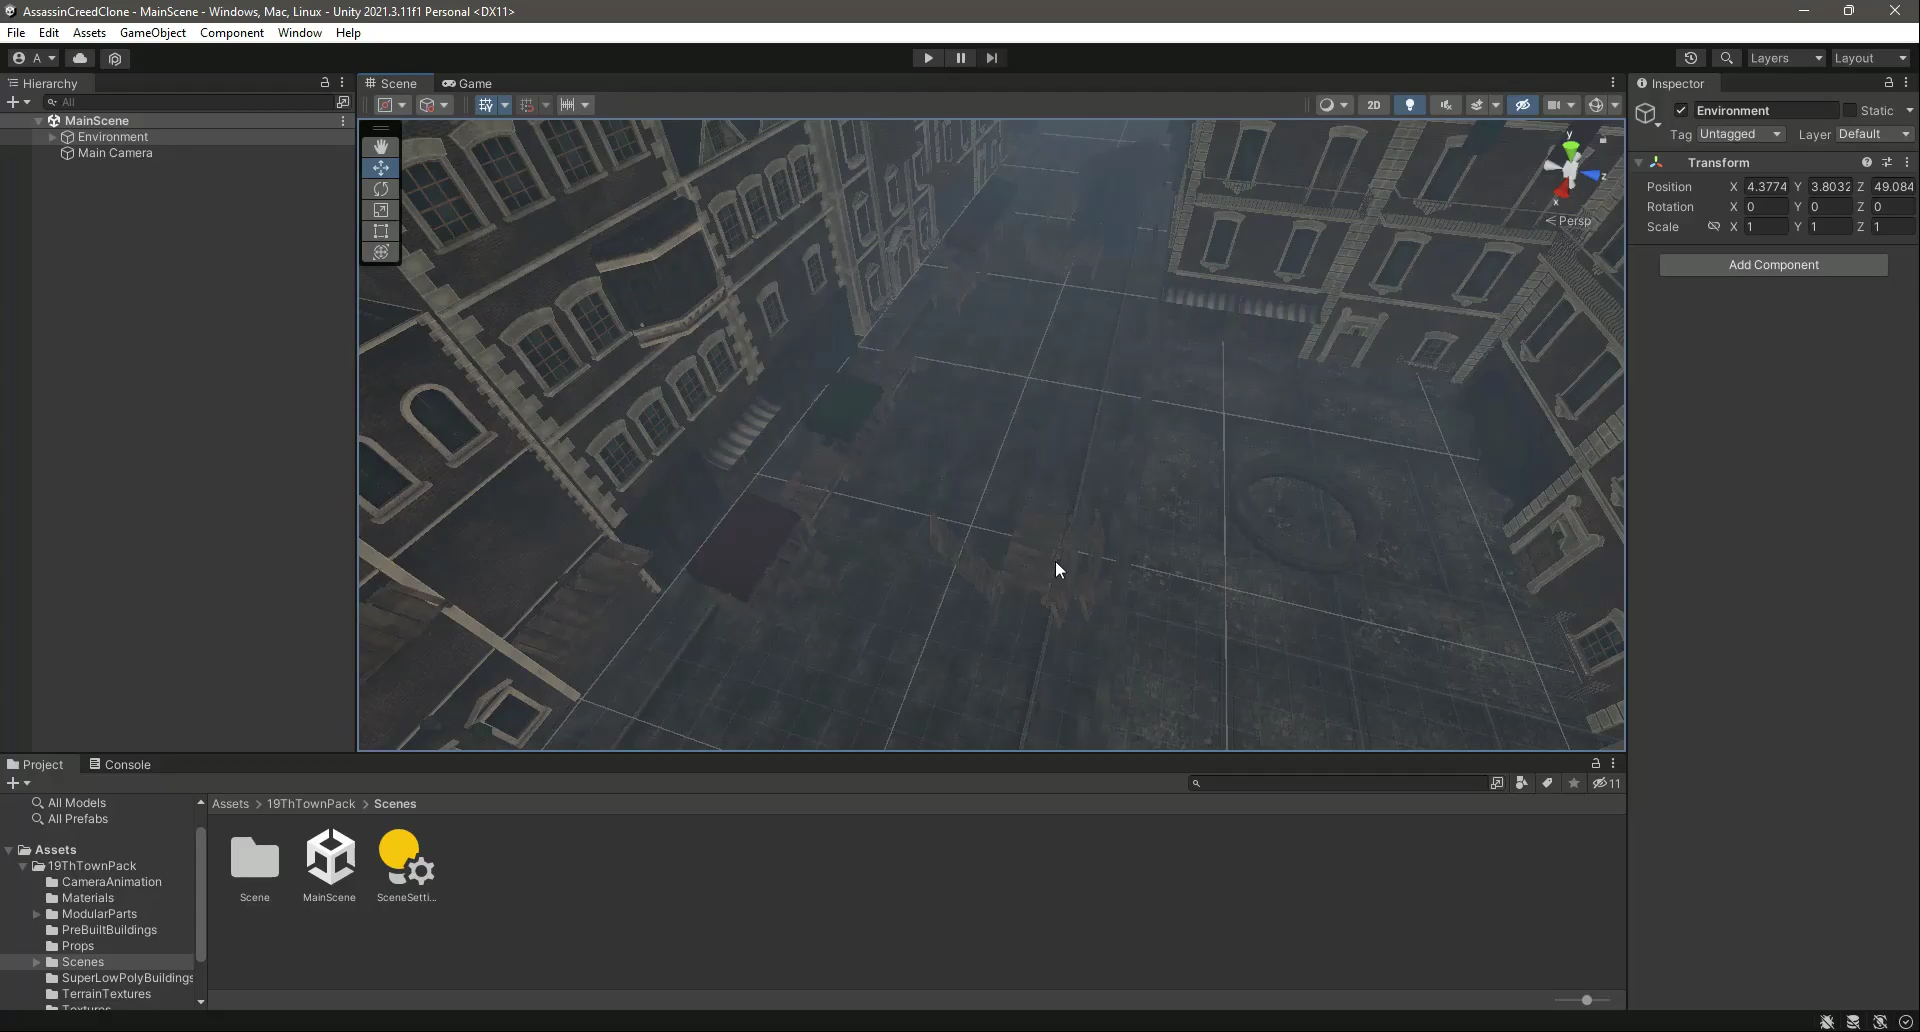 AssassinCreedClone - MainScene - Windows, Mac, Linux - Unity 2021.3.11f1 Personal <DX11>
File Edit Assets GameObject Component Window Help
A
Layers
Layout
Hierarchy
All
MainScene
Environment
Main Camera
Scene
Game
2D
y
z
x
Persp
Inspector
Environment
Static
Tag Untagged
Layer Default
Transform
Position X 4.3774 Y 3.8032 Z 49.084
Rotation X 0 Y 0 Z 0
Scale X 1 Y 1 Z 1
Add Component
Project
Console
11
All Models
All Prefabs
Assets
19ThTownPack
CameraAnimation
Materials
ModularParts
PreBuiltBuildings
Props
Scenes
SuperLowPolyBuildings
TerrainTextures
Textures
Assets > 19ThTownPack > Scenes
Scene
MainScene
SceneSetti...